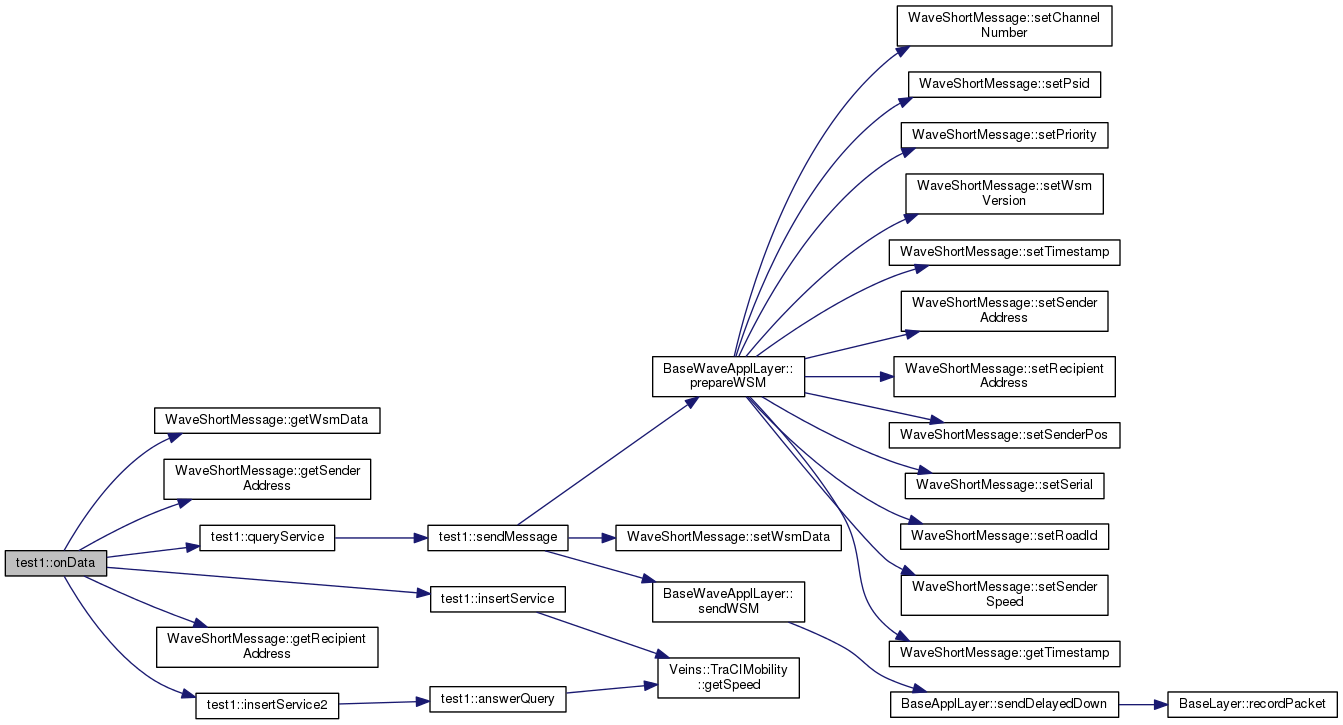 test1::onData
WaveShortMessage::getWsmData
WaveShortMessage::getSender
Address
test1::queryService
test1::insertService
WaveShortMessage::getRecipient
Address
test1::insertService2
test1::sendMessage
test1::answerQuery
BaseWaveApplLayer::
prepareWSM
WaveShortMessage::setWsmData
BaseWaveApplLayer::
sendWSM
Veins::TraCIMobility
::getSpeed
WaveShortMessage::setChannel
Number
WaveShortMessage::setPsid
WaveShortMessage::setPriority
WaveShortMessage::setWsm
Version
WaveShortMessage::setTimestamp
WaveShortMessage::setSender
Address
WaveShortMessage::setRecipient
Address
WaveShortMessage::setSenderPos
WaveShortMessage::setSerial
WaveShortMessage::setRoadId
WaveShortMessage::setSender
Speed
WaveShortMessage::getTimestamp
BaseApplLayer::sendDelayedDown
BaseLayer::recordPacket